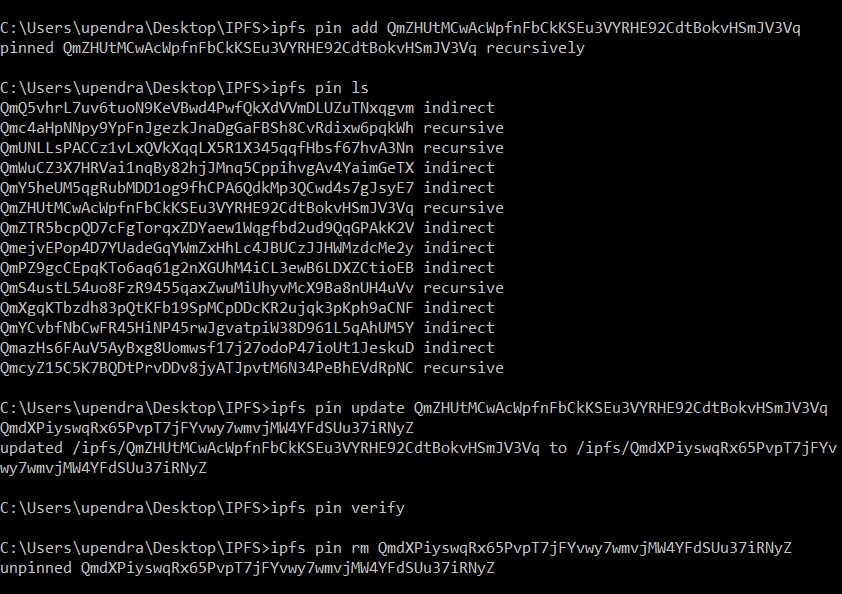 C:\Users\upendra\Desktop\IPFS>ipfs pin add QmZHUtMCwAcWpfnFbCkKSEu3VYRHE92CdtBokvHSmJV3Vq
pinned QmZHUtMCwAcWpfnFbCkKSEu3VYRHE92CdtBokvHSmJV3Vq recursively
C:\Users\upendra\Desktop\IPFS>ipfs pin ls
QmQ5vhrL7uv6tuoN9KeVBwd4PwfQkXdVVmDLUZuTNxqgvm indirect
Qmc4aHpNNpy9YpFnJgezkJnaDgGaFBSh8CvRdixw6pqkWh recursive
QmUNLLsPACCz1vLxQVkXqqLX5R1X345qqfHbsf67hvA3Nn recursive
QmWuCZ3X7HRVai1nqBy82hjJMnq5CppihvgAv4YaimGeTX indirect
QmY5heUM5qgRubMDD1og9fhCPA6QdkMp3QCwd4s7gJsyE7 indirect
QmZHUtMCwAcWpfnFbCkKSEu3VYRHE92CdtBokvHSmJV3Vq recursive
QmZTR5bcpQD7cFgTorqxZDYaew1Wqgfbd2ud9QqGPAkK2V indirect
QmejvEPop4D7YUadeGqYWmZxHhLc4JBUCzJJHWMzdcMe2y indirect
QmPZ9gcCEpqKTo6aq61g2nXGUhM4iCL3ewB6LDXZCtioEB indirect
QmS4ustL54uo8FzR9455qaxZwuMiUhyvMcX9Ba8nUH4uVv recursive
QmXgqKTbzdh83pQtKFb19SpMCpDDcKR2ujqk3pKph9aCNF indirect
QmYCvbfNbCwFR45HiNP45rwJgvatpiW38D961L5qAhUM5Y indirect
QmazHs6FAuV5AyBxg8Uomwsf17j27odoP47ioUt1JeskuD indirect
QmcyZ15C5K7BQDtPrvDDv8jyATJpvtM6N34PeBhEVdRpNC recursive
C:\Users\upendra\Desktop\IPFS>ipfs pin update QmZHUtMCwAcWpfnFbCkKSEu3VYRHE92CdtBokvHSmJV3Vq
QmdXPiyswqRx65PvpT7jFYvwy7wmvjMW4YFdSUu37iRNyZ
updated /ipfs/QmZHUtMCwAcWpfnFbCkKSEu3VYRHE92CdtBokvHSmJV3Vq to /ipfs/QmdXPiyswqRx65PvpT7jFYv
wy7wmvjMW4YFdSUu37iRNyZ
C:\Users\upendra\Desktop\IPFS>ipfs pin verify
C:\Users\upendra\Desktop\IPFS>ipfs pin rm QmdXPiyswqRx65PvpT7jFYvwy7wmvjMW4YFdSUu37iRNyZ
unpinned QmdXPiyswqRx65PvpT7jFYvwy7wmvjMW4YFdSUu37iRNyZ